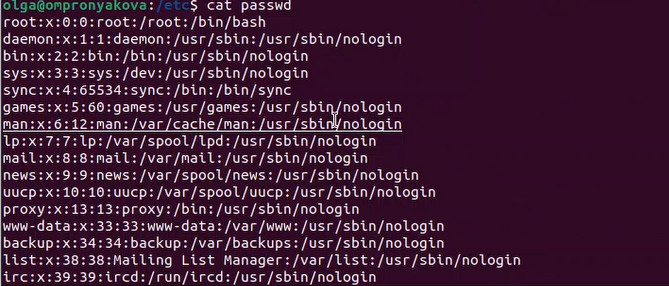 olga@ompronyakova:/etc$ cat passwd
root:x:0:0:root:/root:/bin/bash
daemon:x:1:1:daemon:/usr/sbin:/usr/sbin/nologin
bin:x:2:2:bin:/bin:/usr/sbin/nologin
sys:x:3:3:sys:/dev:/usr/sbin/nologin
sync:x:4:65534:sync:/bin:/bin/sync
games:x:5:60:games:/usr/games:/usr/sbin/nologin
man:x:6:12:man:/var/cache/man:/usr/sbin/nologin
lp:x:7:7:lp:/var/spool/lpd:/usr/sbin/nologin
mail:x:8:8:mail:/var/mail:/usr/sbin/nologin
news:x:9:9:news:/var/spool/news:/usr/sbin/nologin
uucp:x:10:10:uucp:/var/spool/uucp:/usr/sbin/nologin
proxy:x:13:13:proxy:/bin:/usr/sbin/nologin
www-data:x:33:33:www-data:/var/www:/usr/sbin/nologin
backup:x:34:34:backup:/var/backups:/usr/sbin/nologin
list:x:38:38:Mailing List Manager:/var/list:/usr/sbin/nologin
irc:x:39:39:ircd:/run/ircd:/usr/sbin/nologin